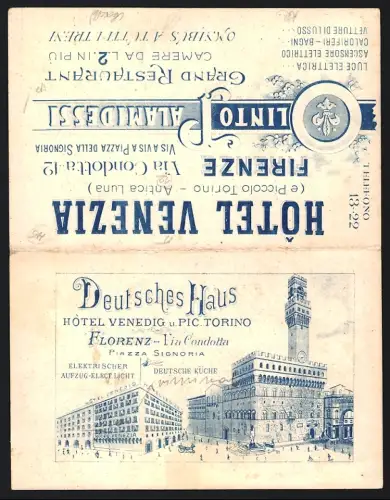 HÔTEL VENEZIA
(e Piccolo Torino – Antica Luna)
FIRENZE
Via Condotta-12
VIS A VIS A PIAZZA DELLA SIGNORIA
TELEFONO
13-22
PLINTO PALAMIDESSI
GRAND RESTAURANT
CAMERE DA L.2. IN PIÙ
OMNIBUS A TUTTI I TRENI
LUCE ELETTRICA
ASCENSORE ELETTRICO
CALORIFERI – BAGNI
VETTURE DI LUSSO
Deutsches Haus
HÔTEL VENEDIG u. PIC. TORINO
FLORENZ – Via Condotta
PIAZZA SIGNORIA
ELEKTRISCHER
AUFZUG-ELECT. LICHT
DEUTSCHE KÜCHE